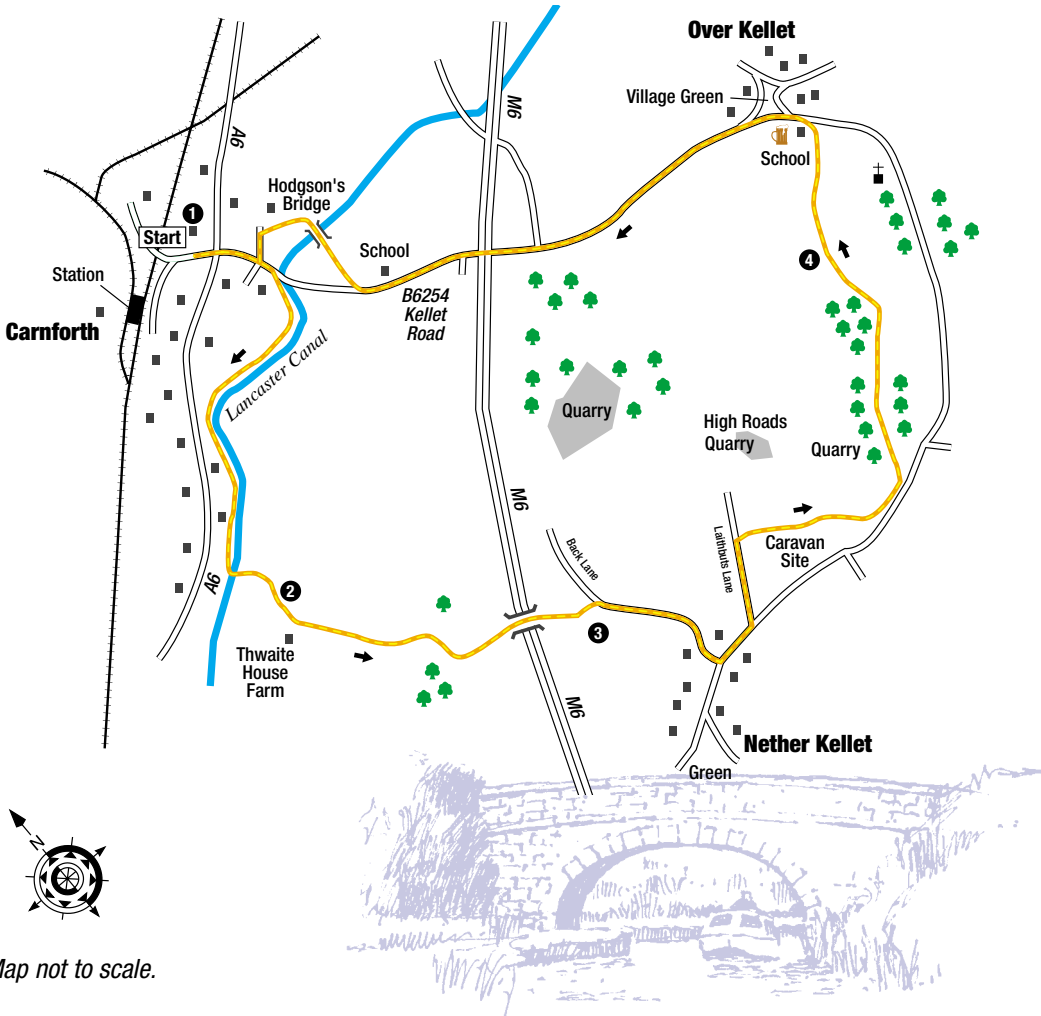 Over Kellet
Village Green
M6
A6
School
Hodgson's
Bridge
1
Start
School
Station
4
B6254
Kellet
Road
Carnforth
Lancaster Canal
Quarry
High Roads
Quarry
Quarry
M6
Back Lane
Laithbuts Lane
Caravan
Site
A6
2
3
Thwaite
House
Farm
M6
Nether Kellet
Green
N
Map not to scale.